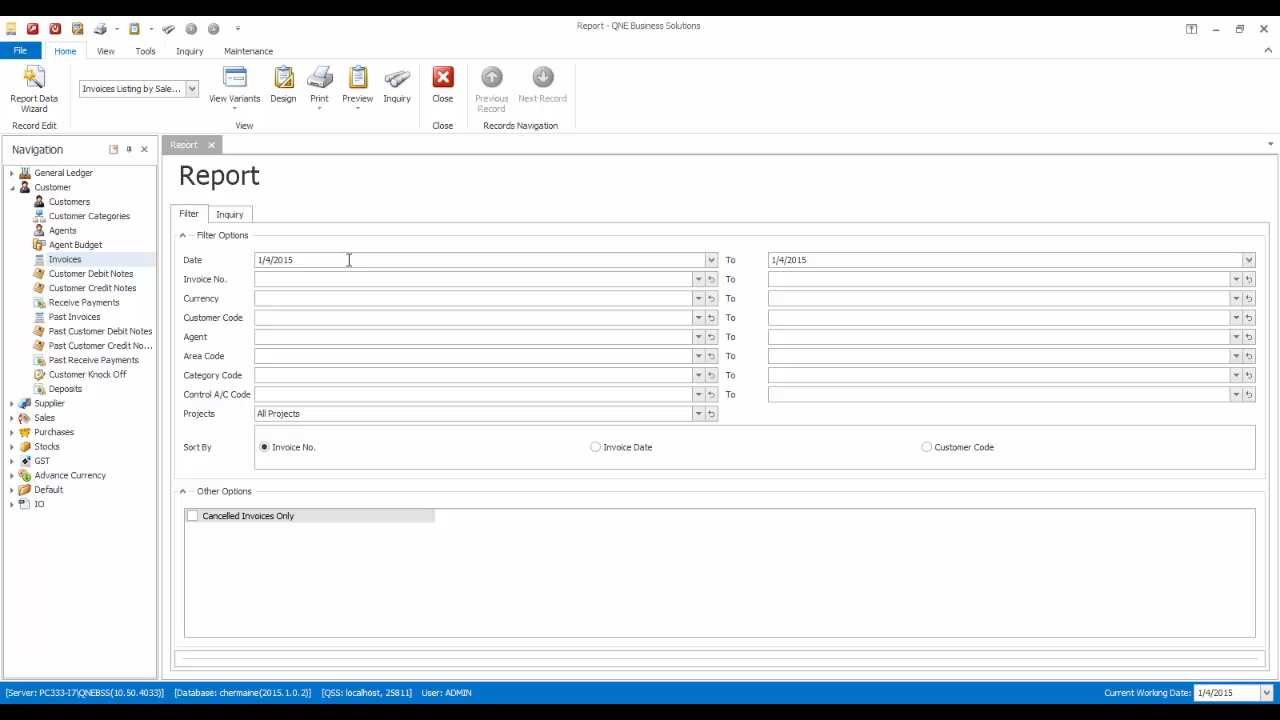 Report - QNE Business Solutions
File Home View Tools Inquiry Maintenance
Report Data Wizard
Invoices Listing by Sale...
View Variants
Design
Print
Preview
Inquiry
Close
Previous Record
Next Record
Record Edit View Close Records Navigation
Navigation
General Ledger
Customer
Customers
Customer Categories
Agents
Agent Budget
Invoices
Customer Debit Notes
Customer Credit Notes
Receive Payments
Past Invoices
Past Customer Debit Notes
Past Customer Credit No...
Past Receive Payments
Customer Knock Off
Deposits
Supplier
Sales
Purchases
Stocks
GST
Advance Currency
Default
IO
Report
Report
Filter Inquiry
Filter Options
Date 1/4/2015 To 1/4/2015
Invoice No. To
Currency To
Customer Code To
Agent To
Area Code To
Category Code To
Control A/C Code To
Projects All Projects
Sort By Invoice No. Invoice Date Customer Code
Other Options
Cancelled Invoices Only
[Server: PC333-I7\QNEBSS(10.50.4033)] [Database: chermaine(2015.1.0.2)] [QSS: localhost, 25811] User: ADMIN Current Working Date: 1/4/2015